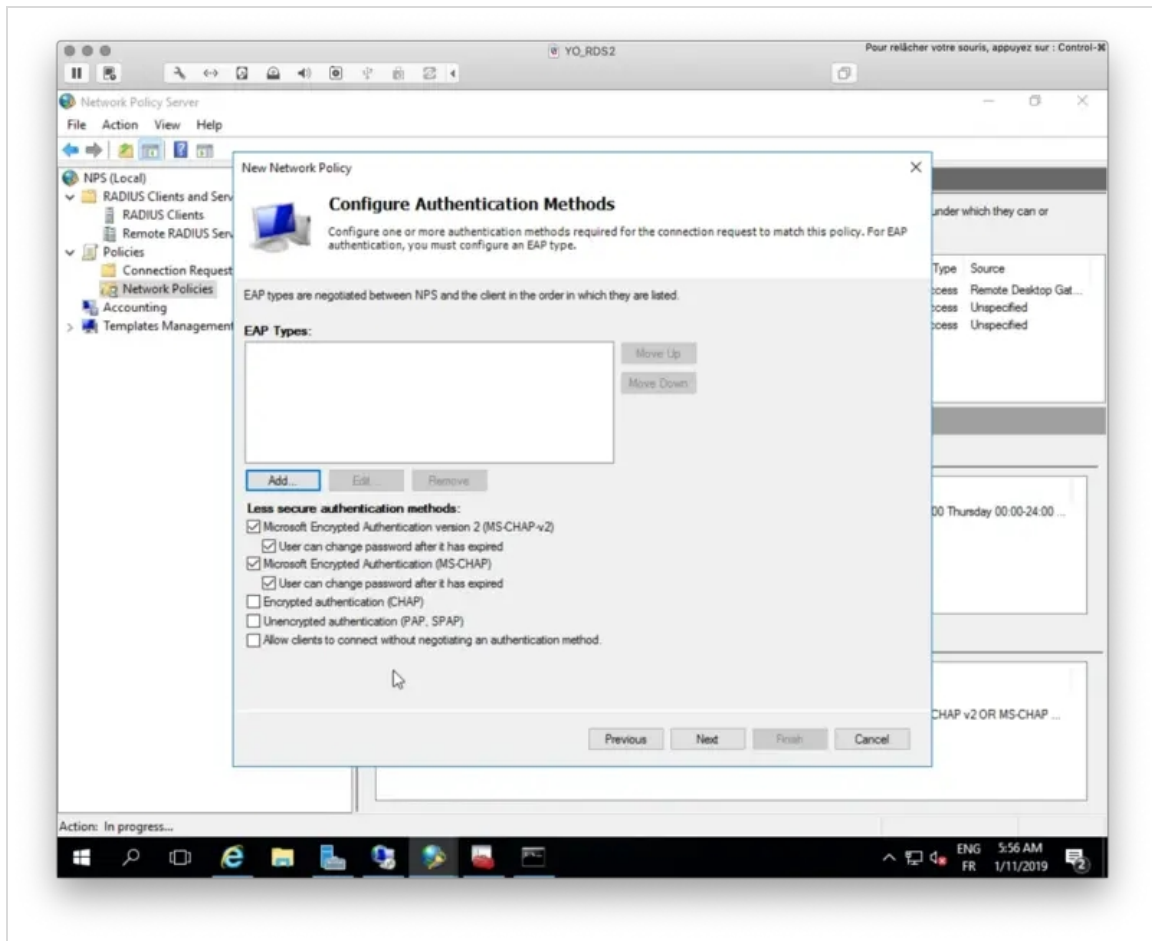 YO_RDS2
Pour relâcher votre souris, appuyez sur : Control-⌘
Network Policy Server
File Action View Help
NPS (Local)
RADIUS Clients and Serv
RADIUS Clients
Remote RADIUS Serv
Policies
Connection Request
Network Policies
Accounting
Templates Management
New Network Policy
Configure Authentication Methods
Configure one or more authentication methods required for the connection request to match this policy. For EAP
authentication, you must configure an EAP type.
EAP types are negotiated between NPS and the client in the order in which they are listed.
EAP Types:
Move Up
Move Down
Add...
Edit...
Remove
Less secure authentication methods:
Microsoft Encrypted Authentication version 2 (MS-CHAP-v2)
User can change password after it has expired
Microsoft Encrypted Authentication (MS-CHAP)
User can change password after it has expired
Encrypted authentication (CHAP)
Unencrypted authentication (PAP, SPAP)
Allow clients to connect without negotiating an authentication method.
Previous
Next
Finish
Cancel
under which they can or
Type Source
ccess Remote Desktop Gat...
ccess Unspecified
ccess Unspecified
00 Thursday 00:00-24:00 ...
CHAP v2 OR MS-CHAP ...
Action: In progress...
ENG 5:56 AM
FR 1/11/2019
2